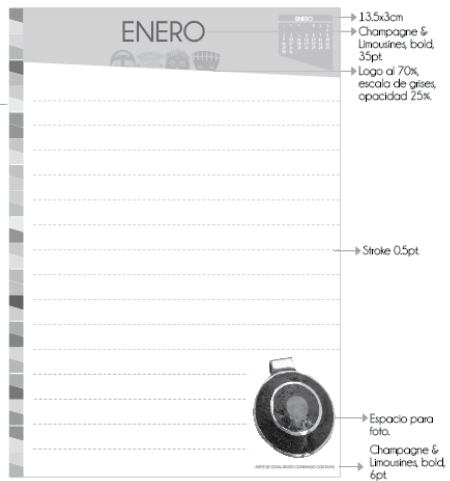 ENERO
ENERO
13.5x3cm
Champagne &
Limousines, bold,
35pt.
Logo al 70%,
escala de grises,
opacidad 25%.
Stroke 0.5pt
Espacio para
foto.
Champagne &
Limousines, bold,
6pt